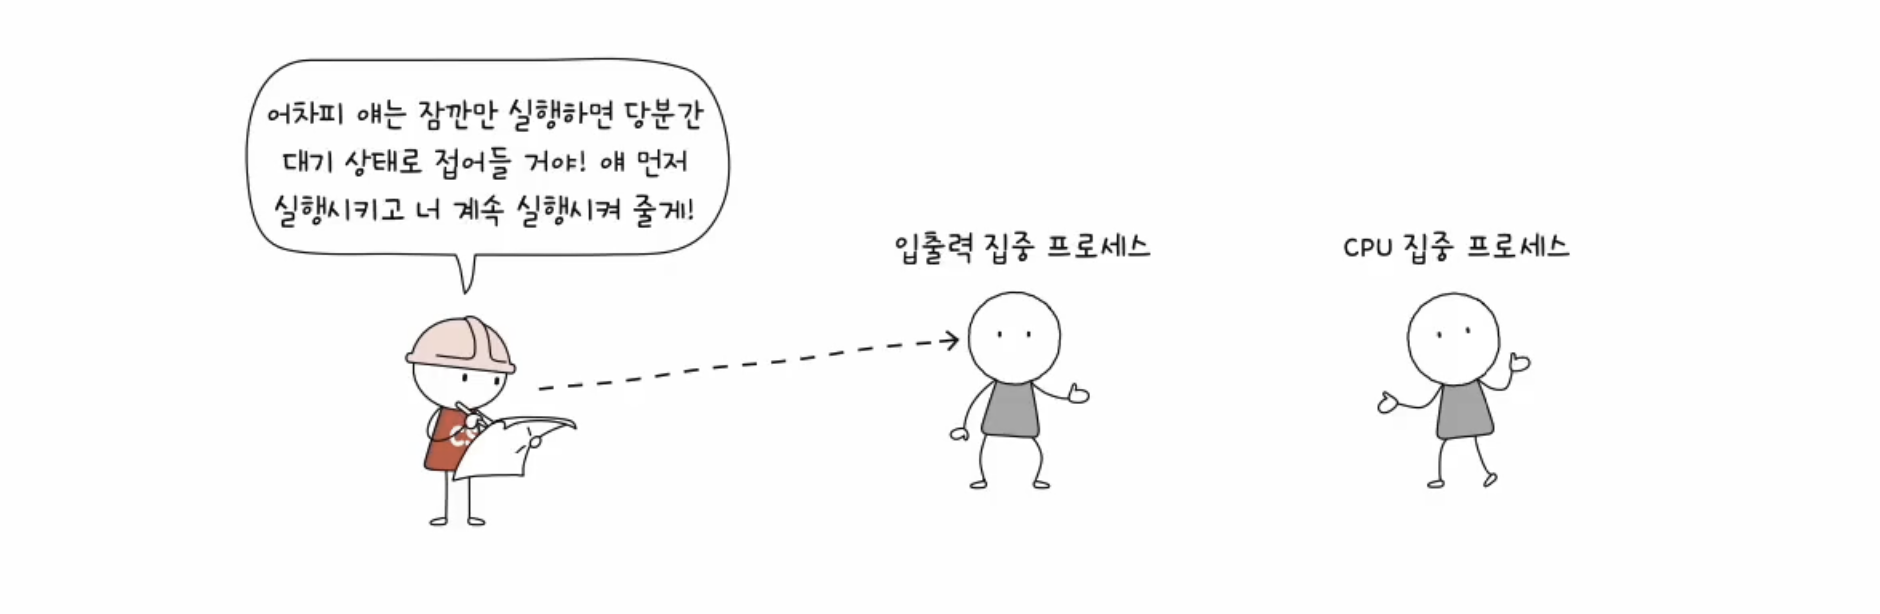 어차피 얘는 잠깐만 실행하면 당분간
대기 상태로 접어들 거야! 얘 먼저
실행시키고 너 계속 실행시켜 줄게!
입출력 집중 프로세스
CPU 집중 프로세스